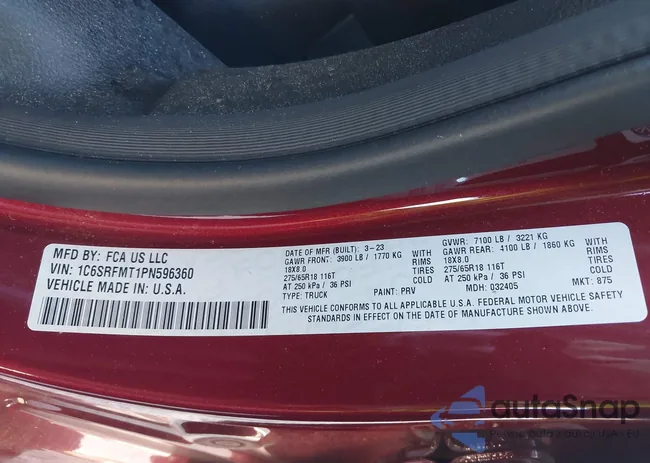 MFD BY: FCA US LLC
VIN: 1C6SRFMT1PN596360
VEHICLE MADE IN: U.S.A.
DATE OF MFR (BUILT): 3-23
GAWR FRONT: 3900 LB / 1770 KG WITH
18X8.0 RIMS
275/65R18 116T TIRES
AT 250 kPa / 36 PSI COLD
TYPE: TRUCK PAINT: PRV
GVWR: 7100 LB / 3221 KG
GAWR REAR: 4100 LB / 1860 KG WITH
18X8.0 RIMS
275/65R18 116T TIRES
AT 250 kPa / 36 PSI COLD
MDH: 032405 MKT: 875
THIS VEHICLE CONFORMS TO ALL APPLICABLE U.S.A. FEDERAL MOTOR VEHICLE SAFETY
STANDARDS IN EFFECT ON THE DATE OF MANUFACTURE SHOWN ABOVE.
autaSnap